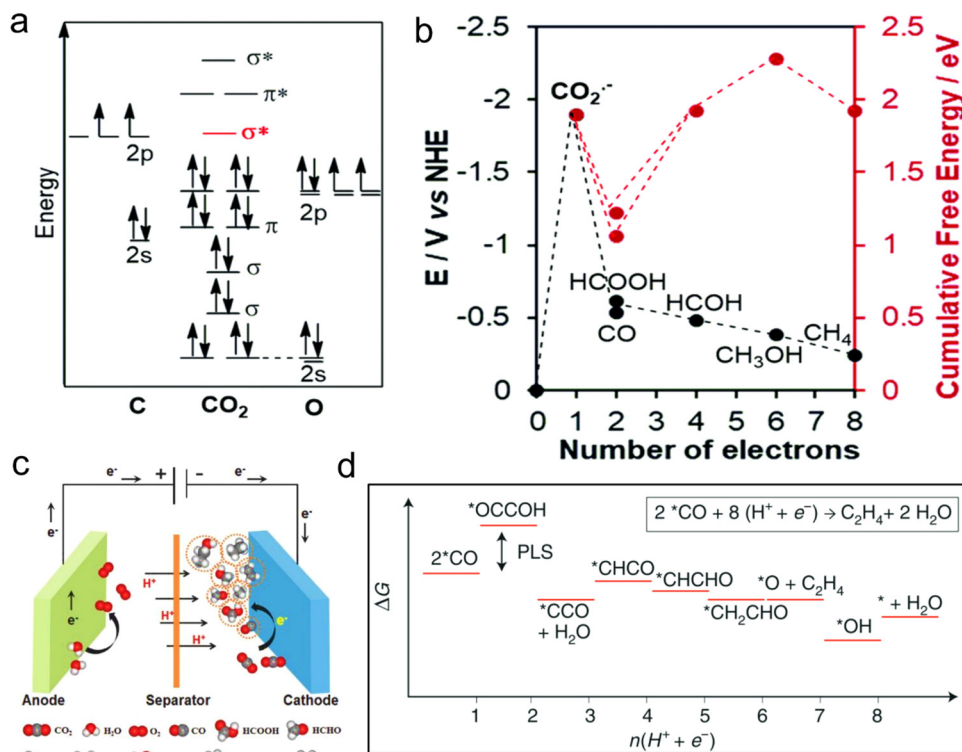 a
Energy
σ*
π*
σ*
2p
2p
π
2s
σ
σ
2s
C CO₂ O
b
E / V vs NHE
-2.5
-2
-1.5
-1
-0.5
0
CO₂·⁻
HCOOH
CO
HCOH
CH₃OH
CH₄
2.5
2
1.5
1
0.5
0
Cumulative Free Energy / eV
0 1 2 3 4 5 6 7 8
Number of electrons
c
e⁻ + − e⁻
e⁻
e⁻
e⁻
e⁻
H⁺
H⁺
H⁺
H⁺
Anode Separator Cathode
CO₂ H₂O O₂ CO HCOOH HCHO
d
ΔG
2 *CO + 8 (H⁺ + e⁻) → C₂H₄ + 2 H₂O
*OCCOH
2*CO
PLS
*CCO
+ H₂O
*CHCO
*CHCHO
*CH₂CHO
*O + C₂H₄
*OH
* + H₂O
1 2 3 4 5 6 7 8
n(H⁺ + e⁻)